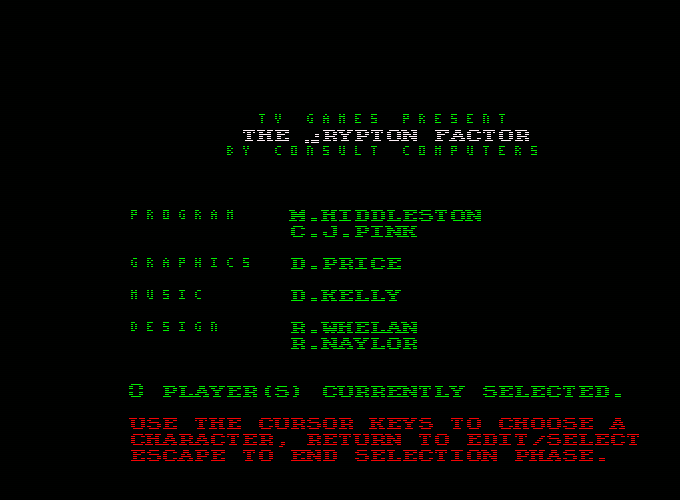 TV GAMES PRESENT
THE KRYPTON FACTOR
BY CONSULT COMPUTERS
PROGRAM M.HIDDLESTON
C.J.PINK
GRAPHICS D.PRICE
MUSIC D.KELLY
DESIGN R.WHELAN
R.NAYLOR
0 PLAYER(S) CURRENTLY SELECTED.
USE THE CURSOR KEYS TO CHOOSE A
CHARACTER, RETURN TO EDIT/SELECT
ESCAPE TO END SELECTION PHASE.